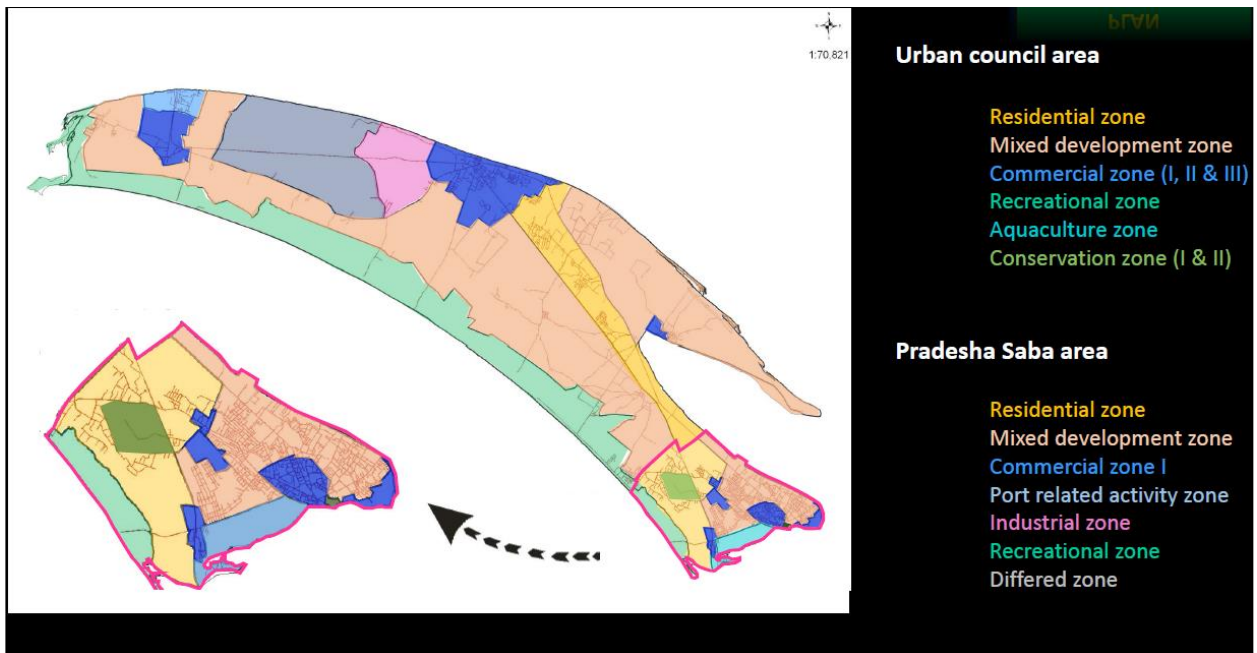 PLAN
1:70,821
Urban council area
Residential zone
Mixed development zone
Commercial zone (I, II & III)
Recreational zone
Aquaculture zone
Conservation zone (I & II)
Pradesha Saba area
Residential zone
Mixed development zone
Commercial zone I
Port related activity zone
Industrial zone
Recreational zone
Differed zone